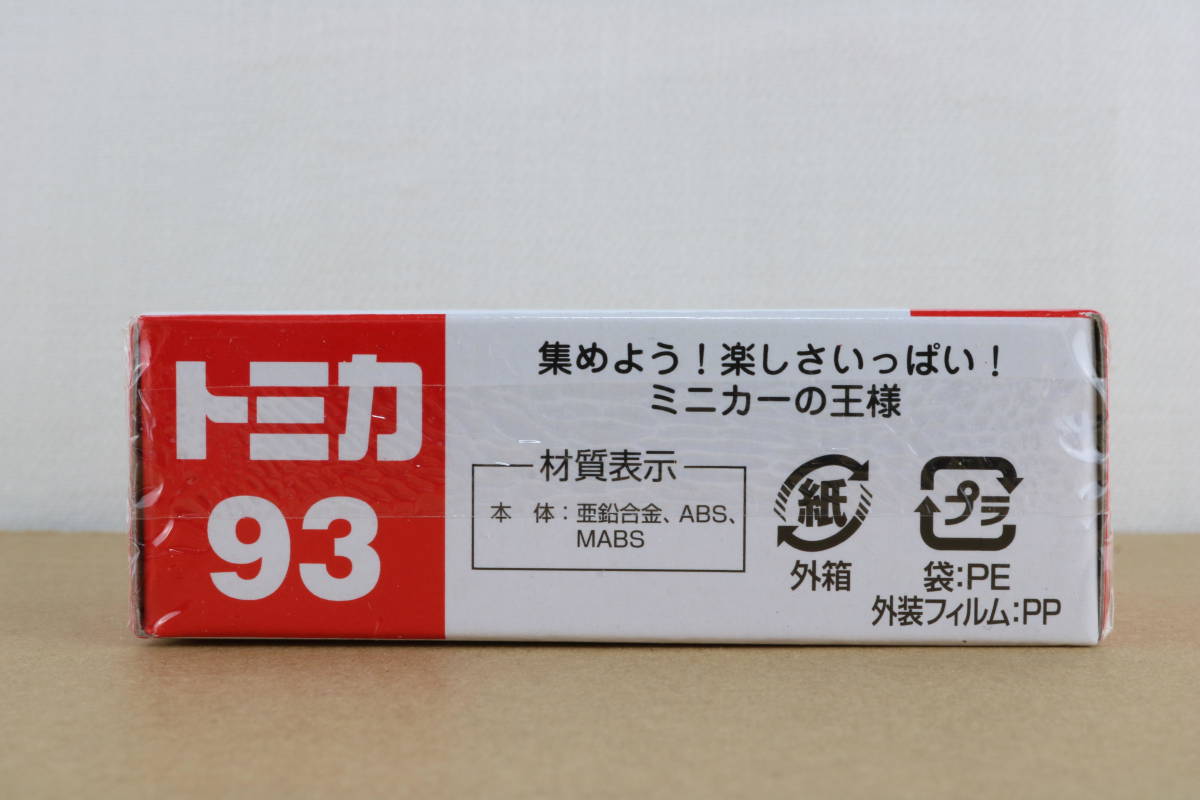 トミカ
93
集めよう!楽しさいっぱい!
ミニカーの王様
材質表示
本 体:亜鉛合金、ABS、
MABS
紙
外箱
プラ
袋:PE
外装フィルム:PP